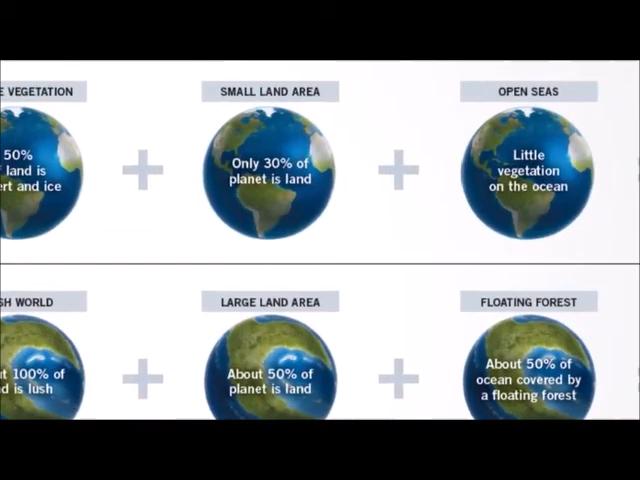 E VEGETATION
SMALL LAND AREA
OPEN SEAS
50%
land is
ert and ice
Only 30% of
planet is land
Little
vegetation
on the ocean
SH WORLD
LARGE LAND AREA
FLOATING FOREST
t 100% of
d is lush
About 50% of
planet is land
About 50% of
ocean covered by
a floating forest